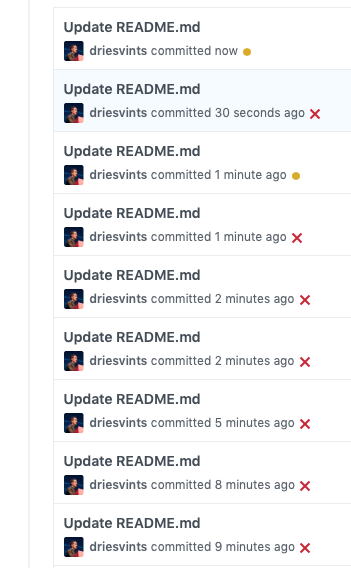 Update README.md
driesvints committed now
Update README.md
driesvints committed 30 seconds ago
Update README.md
driesvints committed 1 minute ago
Update README.md
driesvints committed 1 minute ago
Update README.md
driesvints committed 2 minutes ago
Update README.md
driesvints committed 2 minutes ago
Update README.md
driesvints committed 5 minutes ago
Update README.md
driesvints committed 8 minutes ago
Update README.md
driesvints committed 9 minutes ago